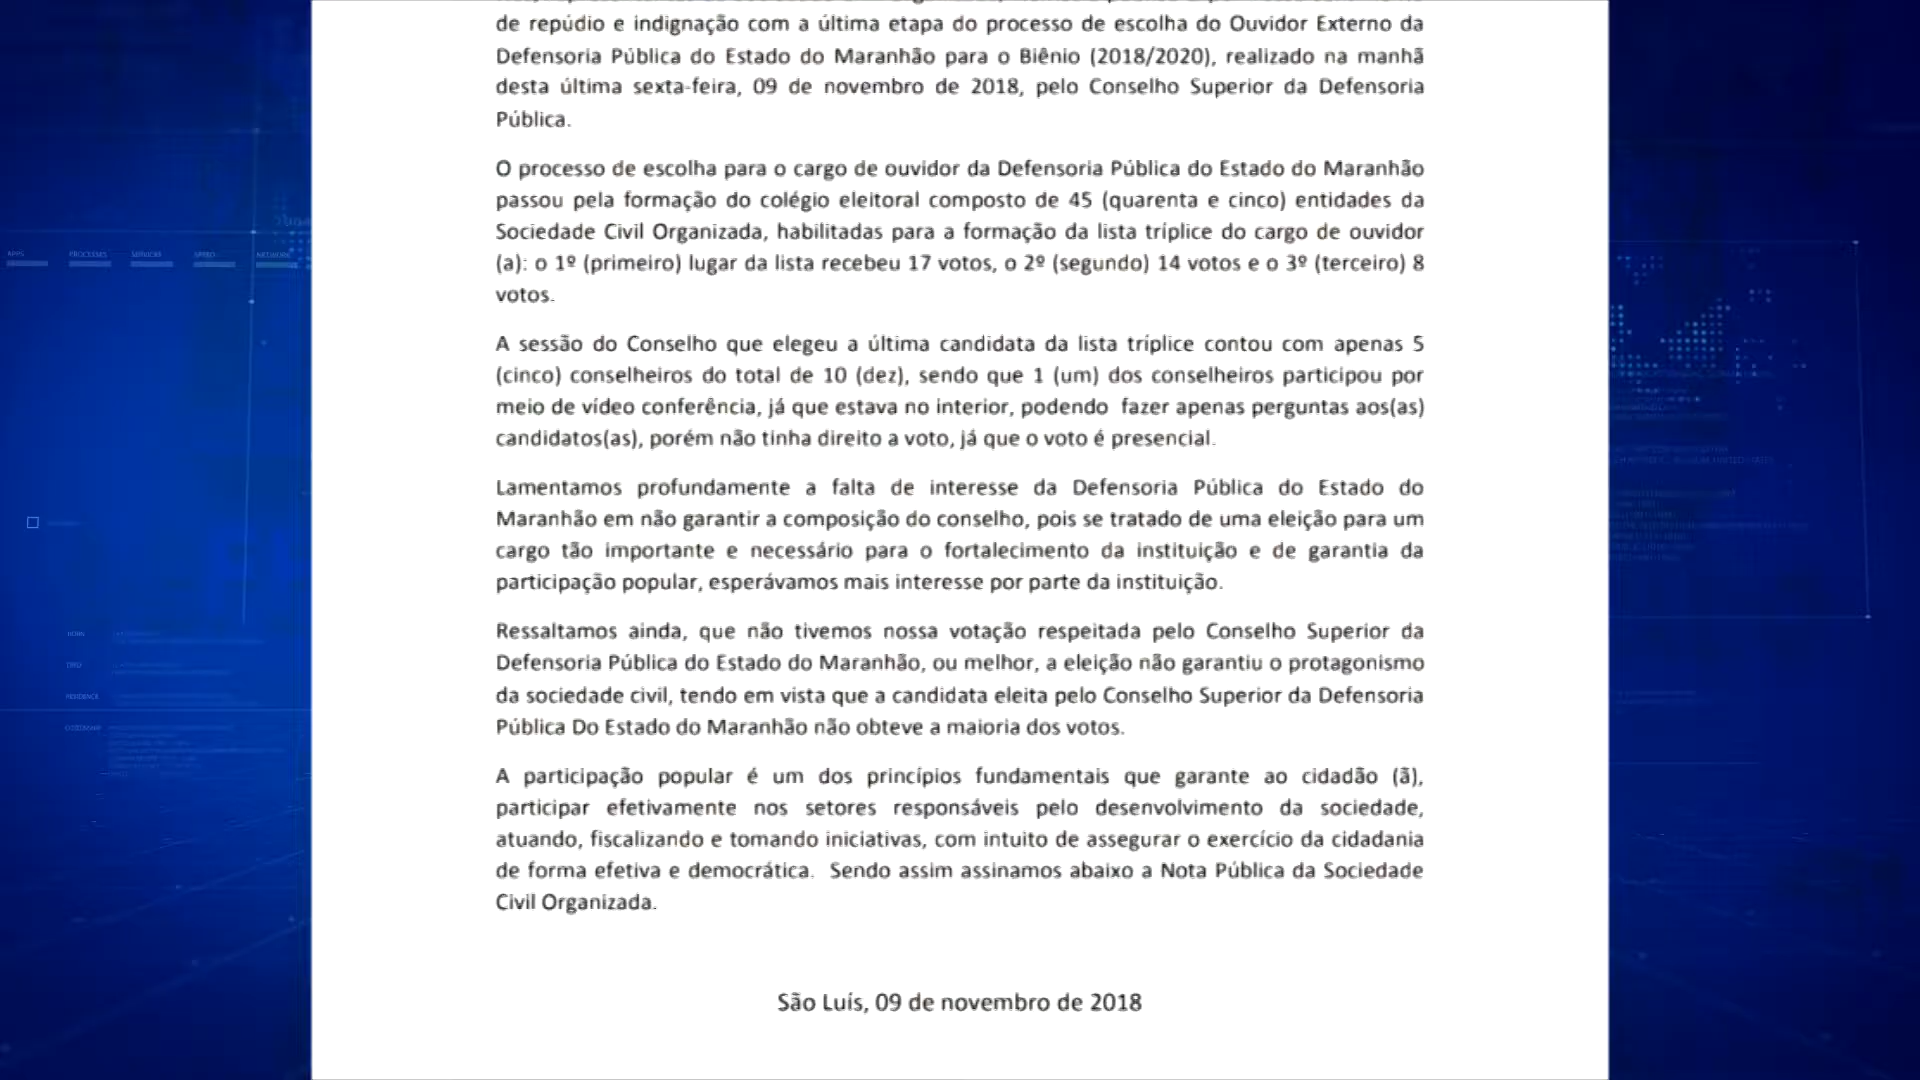 de repúdio e indignação com a última etapa do processo de escolha do Ouvidor Externo da
Defensoria Pública do Estado do Maranhão para o Biênio (2018/2020), realizado na manhã
desta última sexta-feira, 09 de novembro de 2018, pelo Conselho Superior da Defensoria
Pública.
O processo de escolha para o cargo de ouvidor da Defensoria Pública do Estado do Maranhão
passou pela formação do colégio eleitoral composto de 45 (quarenta e cinco) entidades da
Sociedade Civil Organizada, habilitadas para a formação da lista tríplice do cargo de ouvidor
(a): o 1º (primeiro) lugar da lista recebeu 17 votos, o 2º (segundo) 14 votos e o 3º (terceiro) 8
votos.
A sessão do Conselho que elegeu a última candidata da lista tríplice contou com apenas 5
(cinco) conselheiros do total de 10 (dez), sendo que 1 (um) dos conselheiros participou por
meio de vídeo conferência, já que estava no interior, podendo fazer apenas perguntas aos(as)
candidatos(as), porém não tinha direito a voto, já que o voto é presencial.
Lamentamos profundamente a falta de interesse da Defensoria Pública do Estado do
Maranhão em não garantir a composição do conselho, pois se tratado de uma eleição para um
cargo tão importante e necessário para o fortalecimento da instituição e de garantia da
participação popular, esperávamos mais interesse por parte da instituição.
Ressaltamos ainda, que não tivemos nossa votação respeitada pelo Conselho Superior da
Defensoria Pública do Estado do Maranhão, ou melhor, a eleição não garantiu o protagonismo
da sociedade civil, tendo em vista que a candidata eleita pelo Conselho Superior da Defensoria
Pública Do Estado do Maranhão não obteve a maioria dos votos.
A participação popular é um dos princípios fundamentais que garante ao cidadão (ã),
participar efetivamente nos setores responsáveis pelo desenvolvimento da sociedade,
atuando, fiscalizando e tomando iniciativas, com intuito de assegurar o exercício da cidadania
de forma efetiva e democrática. Sendo assim assinamos abaixo a Nota Pública da Sociedade
Civil Organizada.
São Luís, 09 de novembro de 2018
APPS PROCESSES SERVICES SPEED NETWORK